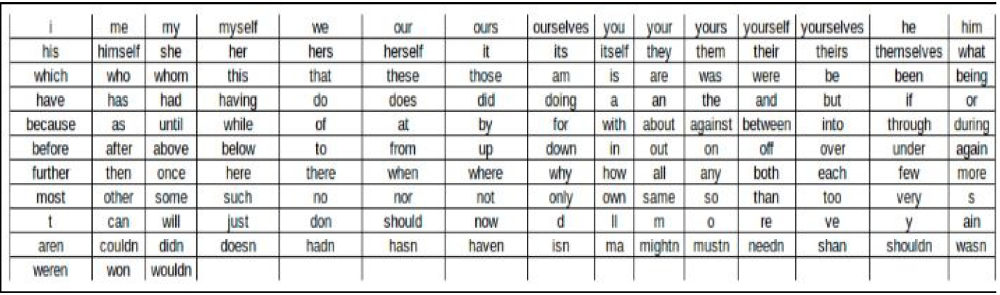 i me my myself we our ours ourselves you your yours yourself yourselves he him
his himself she her hers herself it its itself they them their theirs themselves what
which who whom this that these those am is are was were be been being
have has had having do does did doing a an the and but if or
because as until while of at by for with about against between into through during
before after above below to from up down in out on off over under again
further then once here there when where why how all any both each few more
most other some such no nor not only own same so than too very s
t can will just don should now d ll m o re ve y ain
aren couldn didn doesn hadn hasn haven isn ma mightn mustn needn shan shouldn wasn
weren won wouldn